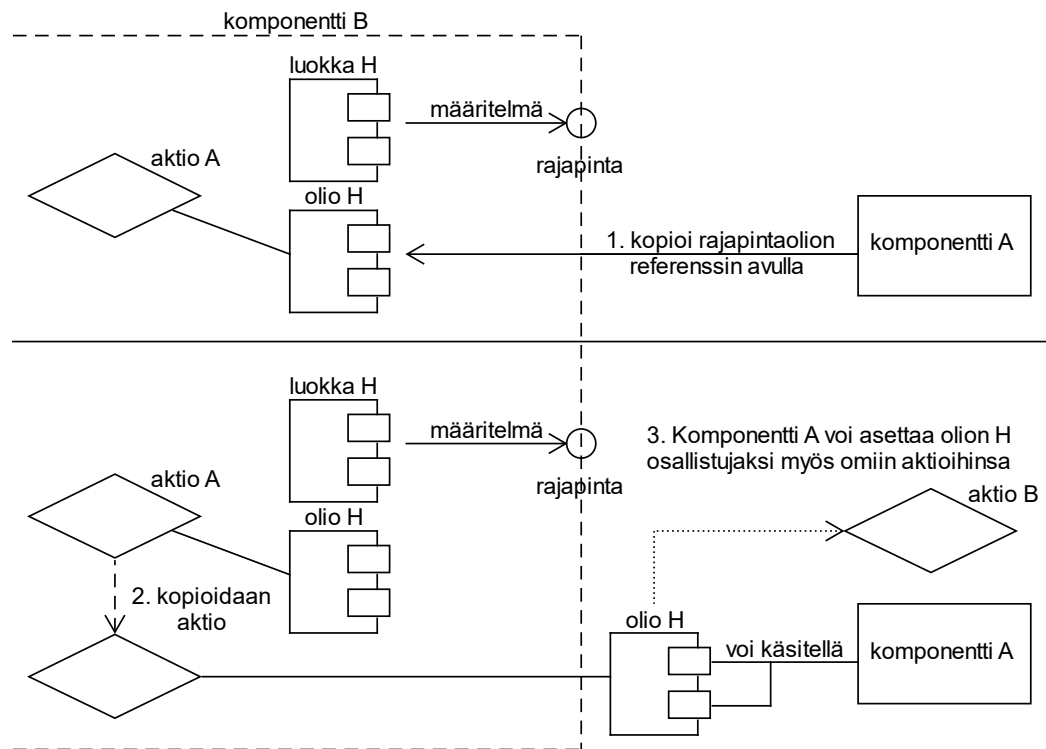 komponentti B
luokka H
määritelmä
aktio A
rajapinta
olio H
1. kopioi rajapintaolion
referenssin avulla
komponentti A
luokka H
määritelmä
3. Komponentti A voi asettaa olion H
osallistujaksi myös omiin aktioihinsa
aktio A
rajapinta
aktio B
olio H
2. kopioidaan
aktio
olio H
voi käsitellä
komponentti A